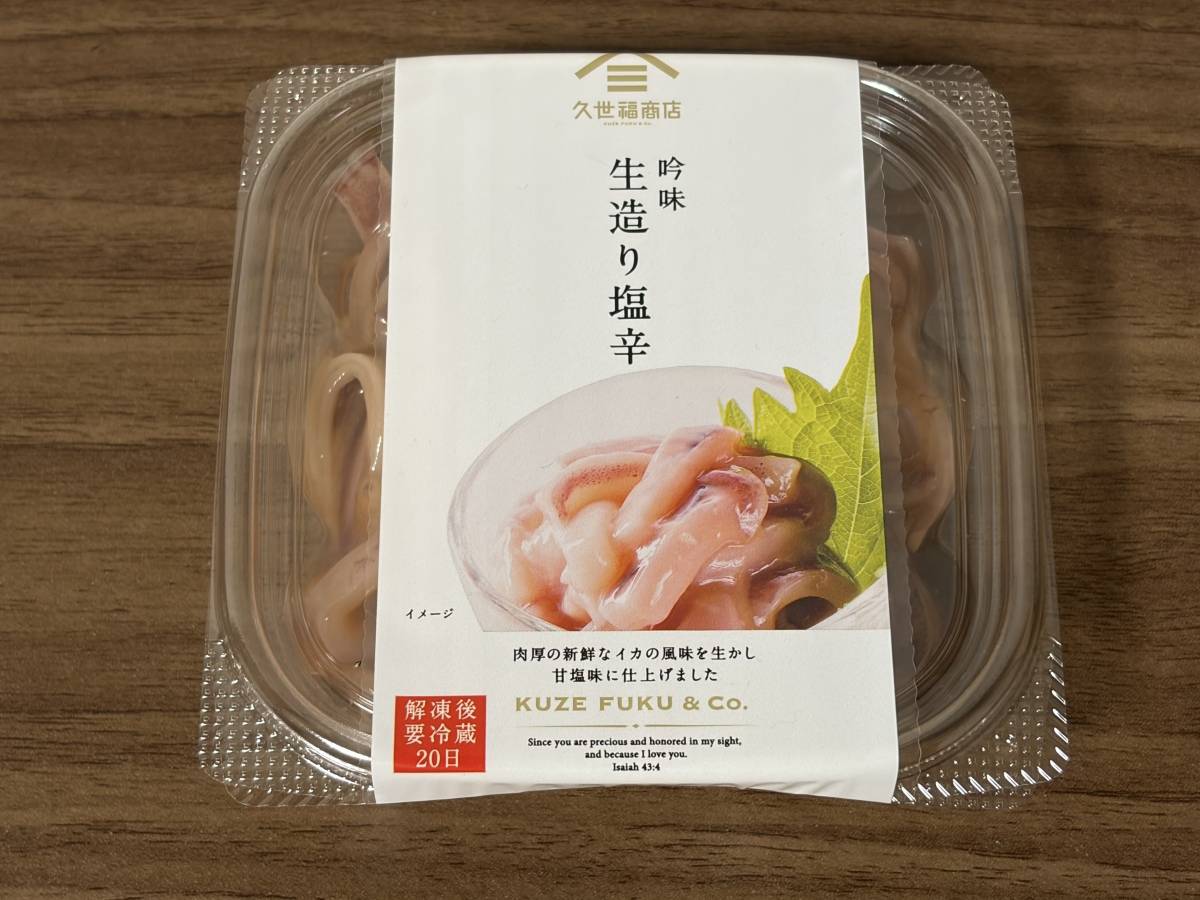 久世福商店
KUZE FUKU & CO.
吟味
生造り塩辛
イメージ
肉厚の新鮮なイカの風味を生かし
甘塩味に仕上げました
KUZE FUKU & Co.
解凍後
要冷蔵
20日
Since you are precious and honored in my sight,
and because I love you.
Isaiah 43:4